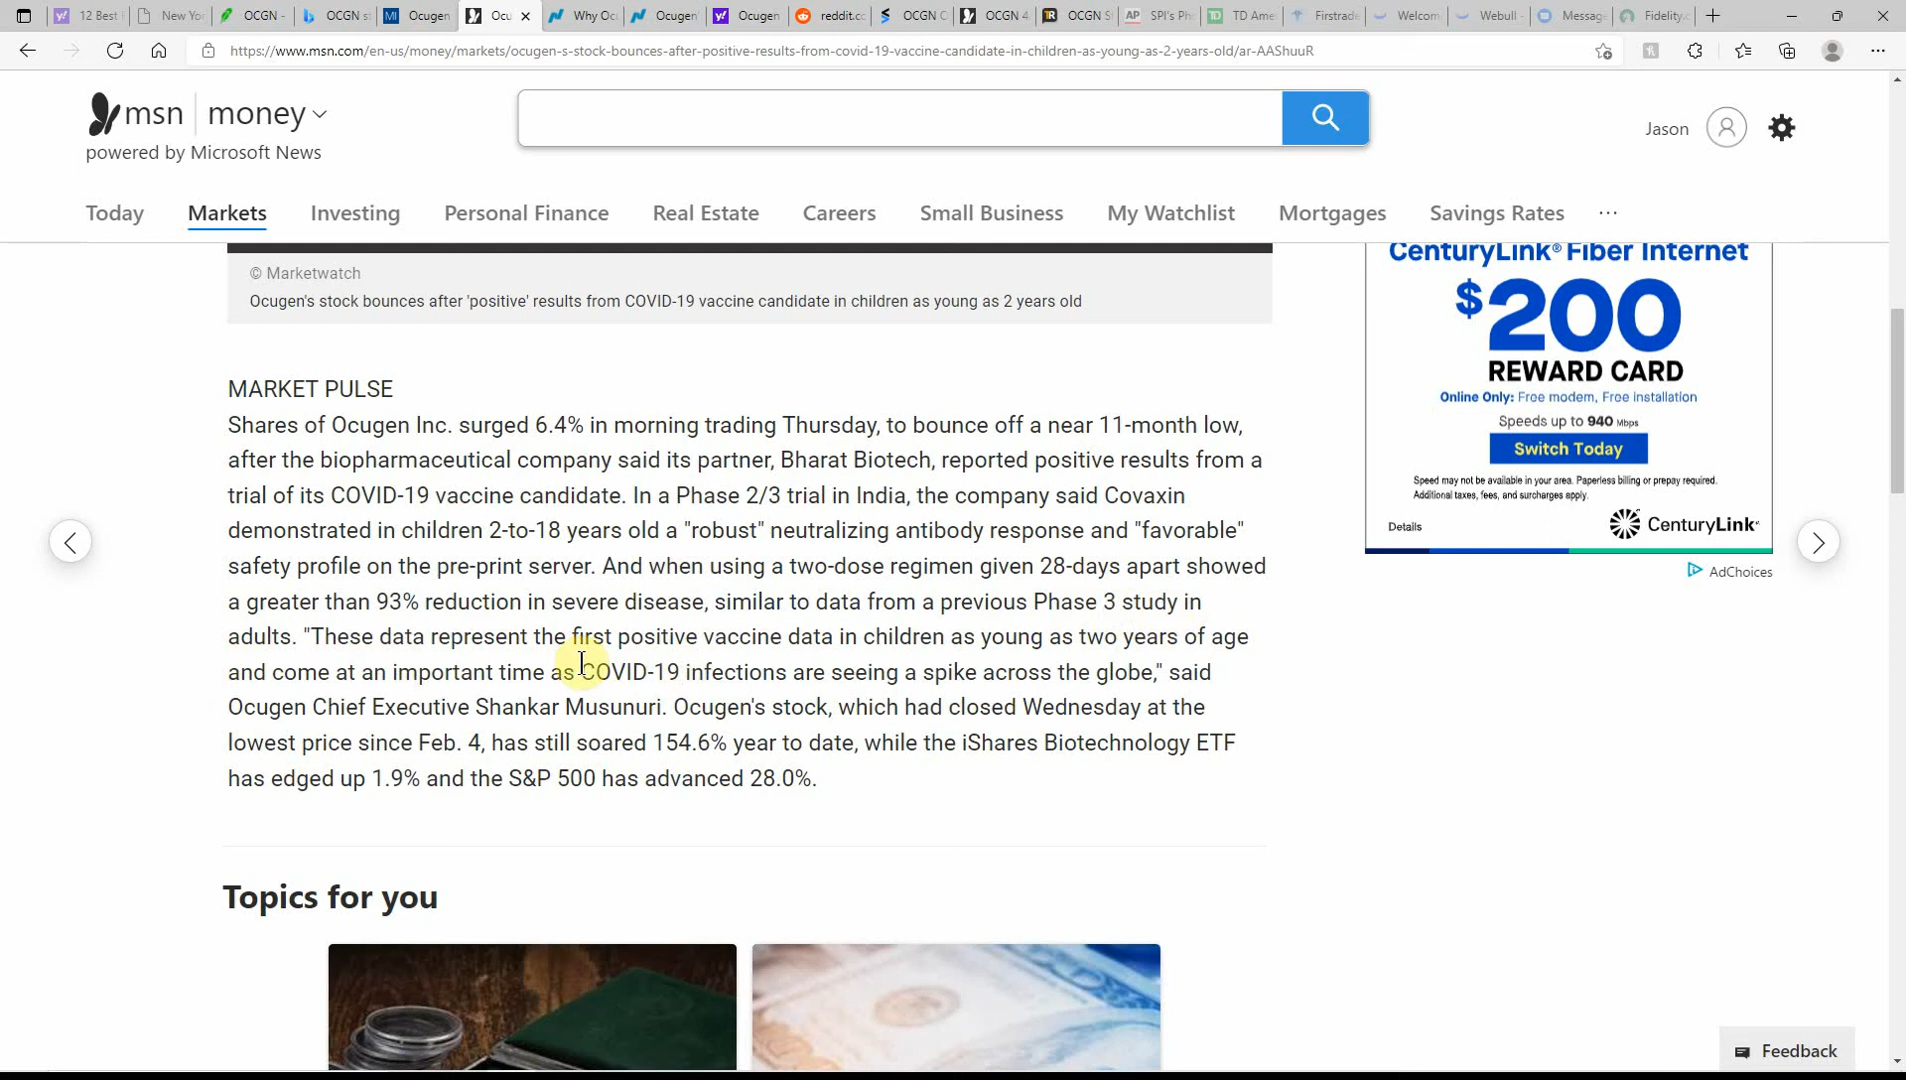 12 Best
New Yo
OCGN -
OCGN st
Ocugen
Ocu
Why Oc
Ocugen'
Ocugen
reddit.co
OCGN C
OCGN 4
OCGN S
SPI's Ph
TD Ame
Firstrade
Welcom
Webull -
Message
Fidelity.c
https://www.msn.com/en-us/money/markets/ocugen-s-stock-bounces-after-positive-results-from-covid-19-vaccine-candidate-in-children-as-young-as-2-years-old/ar-AAShuuR
msn money
powered by Microsoft News
Jason
Today Markets Investing Personal Finance Real Estate Careers Small Business My Watchlist Mortgages Savings Rates ...
© Marketwatch
Ocugen's stock bounces after 'positive' results from COVID-19 vaccine candidate in children as young as 2 years old
MARKET PULSE
Shares of Ocugen Inc. surged 6.4% in morning trading Thursday, to bounce off a near 11-month low,
after the biopharmaceutical company said its partner, Bharat Biotech, reported positive results from a
trial of its COVID-19 vaccine candidate. In a Phase 2/3 trial in India, the company said Covaxin
demonstrated in children 2-to-18 years old a "robust" neutralizing antibody response and "favorable"
safety profile on the pre-print server. And when using a two-dose regimen given 28-days apart showed
a greater than 93% reduction in severe disease, similar to data from a previous Phase 3 study in
adults. "These data represent the first positive vaccine data in children as young as two years of age
and come at an important time as COVID-19 infections are seeing a spike across the globe," said
Ocugen Chief Executive Shankar Musunuri. Ocugen's stock, which had closed Wednesday at the
lowest price since Feb. 4, has still soared 154.6% year to date, while the iShares Biotechnology ETF
has edged up 1.9% and the S&P 500 has advanced 28.0%.
CenturyLink® Fiber Internet
$200
REWARD CARD
Online Only: Free modem, Free installation
Speeds up to 940 Mbps
Switch Today
Speed may not be available in your area. Paperless billing or prepay required.
Additional taxes, fees, and surcharges apply.
Details
CenturyLink®
AdChoices
Topics for you
Feedback